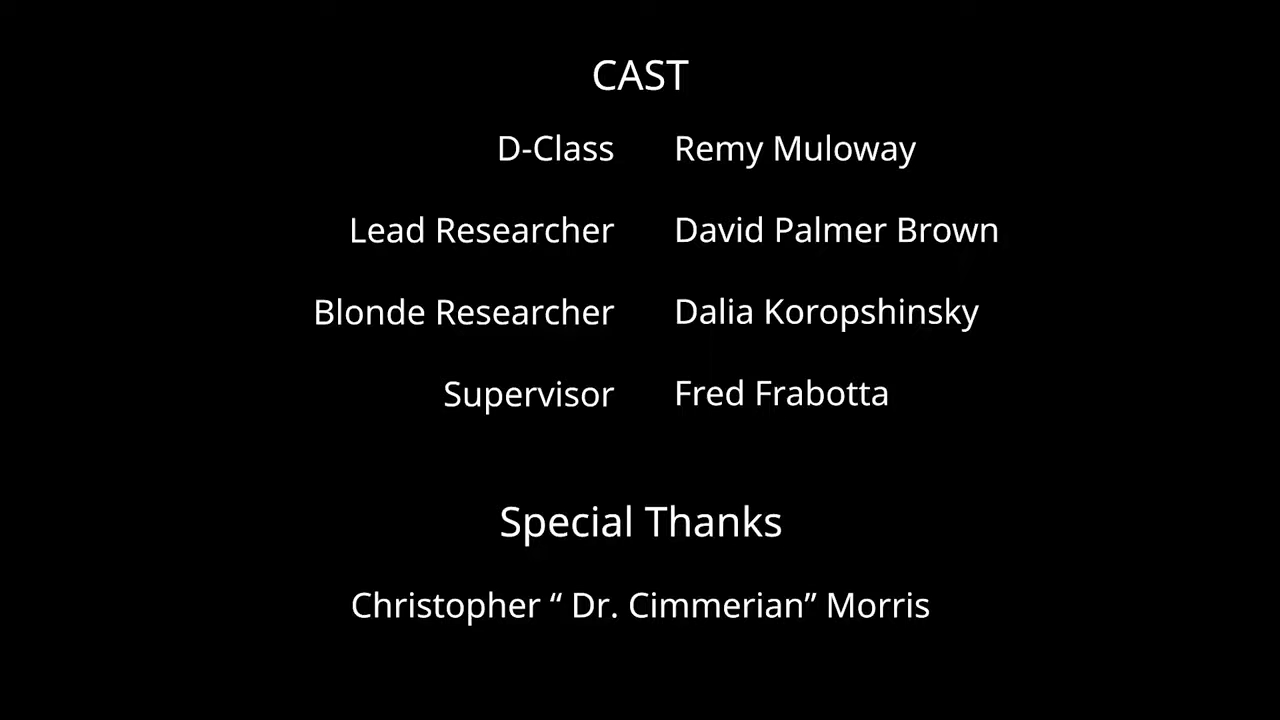 CAST
D-Class Remy Muloway
Lead Researcher David Palmer Brown
Blonde Researcher Dalia Koropshinsky
Supervisor Fred Frabotta
Special Thanks
Christopher “ Dr. Cimmerian” Morris